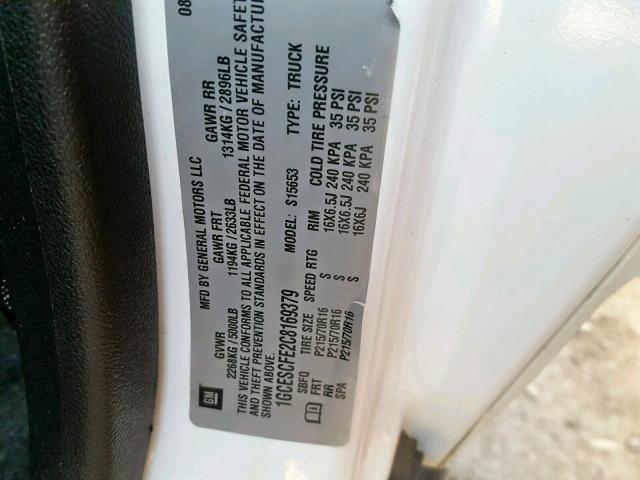 08
MFD BY GENERAL MOTORS LLC
GVWR GAWR FRT GAWR RR
2268KG / 5000LB 1194KG / 2633LB 1314KG / 2896LB
THIS VEHICLE CONFORMS TO ALL APPLICABLE FEDERAL MOTOR VEHICLE SAFETY
AND THEFT PREVENTION STANDARDS IN EFFECT ON THE DATE OF MANUFACTURE
SHOWN ABOVE.
GM
1GCESCFE2C8169379 MODEL: S15653 TYPE: TRUCK
SBFQ TIRE SIZE SPEED RTG RIM COLD TIRE PRESSURE
FRT P215/70R16 S 16X6.5J 240 KPA 35 PSI
RR P215/70R16 S 16X6.5J 240 KPA 35 PSI
SPA P215/70R16 S 16X6J 240 KPA 35 PSI